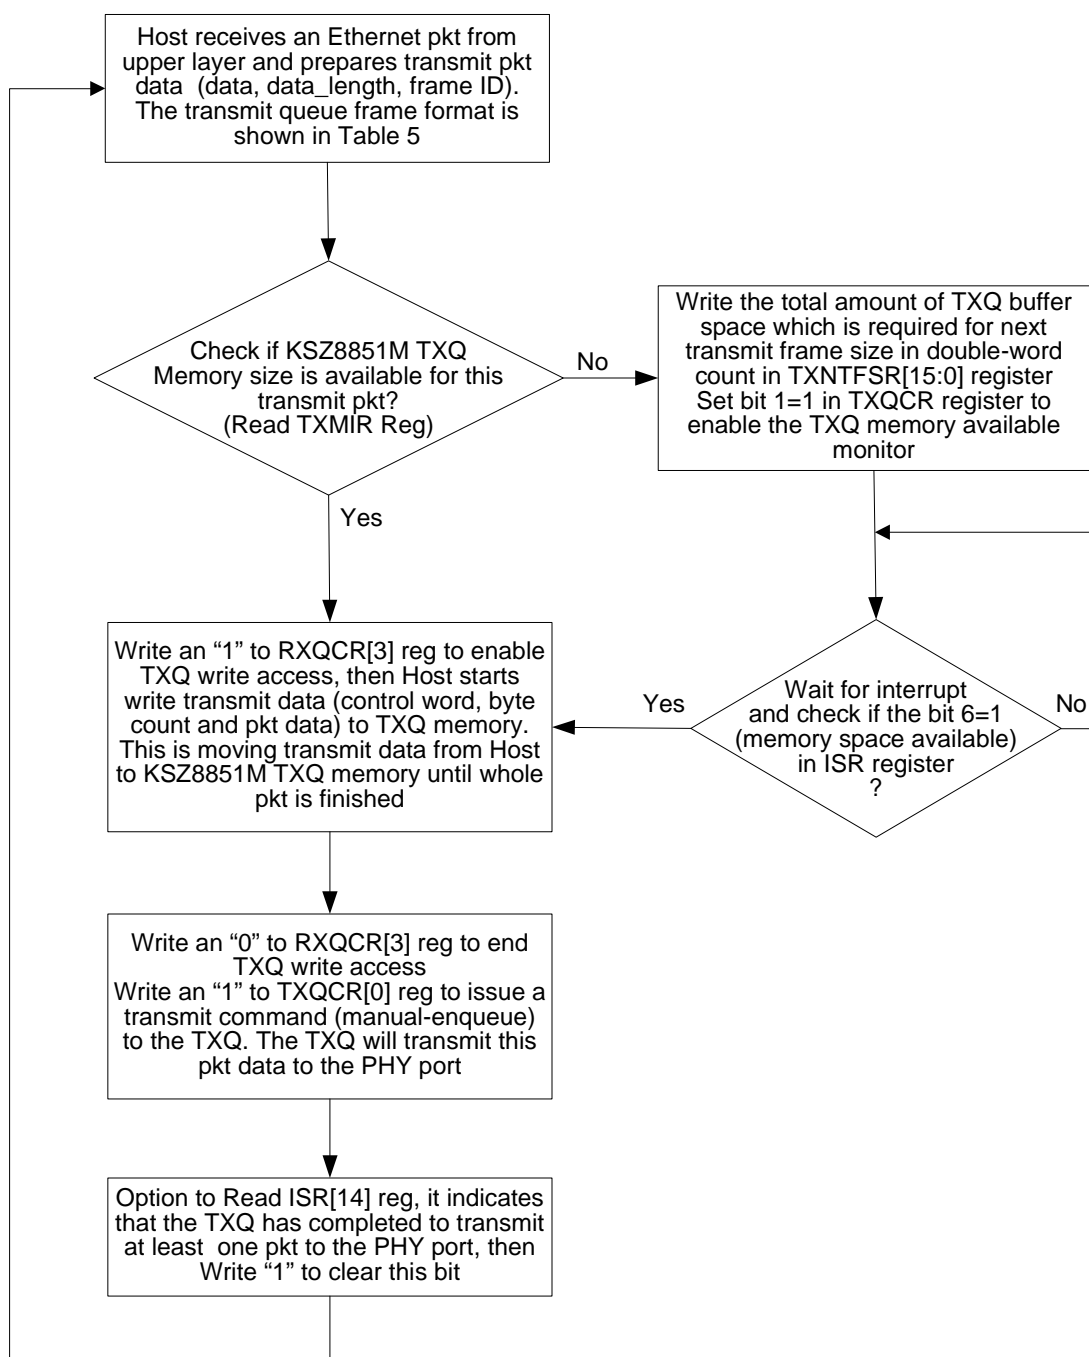 Host receives an Ethernet pkt from
upper layer and prepares transmit pkt
data (data, data_length, frame ID).
The transmit queue frame format is
shown in Table 5
Check if KSZ8851M TXQ
Memory size is available for this
transmit pkt?
(Read TXMIR Reg)
No
Write the total amount of TXQ buffer
space which is required for next
transmit frame size in double-word
count in TXNTFSR[15:0] register
Set bit 1=1 in TXQCR register to
enable the TXQ memory available
monitor
Yes
Write an “1” to RXQCR[3] reg to enable
TXQ write access, then Host starts
write transmit data (control word, byte
count and pkt data) to TXQ memory.
This is moving transmit data from Host
to KSZ8851M TXQ memory until whole
pkt is finished
Yes
Wait for interrupt
and check if the bit 6=1
(memory space available)
in ISR register
?
No
Write an “0” to RXQCR[3] reg to end
TXQ write access
Write an “1” to TXQCR[0] reg to issue a
transmit command (manual-enqueue)
to the TXQ. The TXQ will transmit this
pkt data to the PHY port
Option to Read ISR[14] reg, it indicates
that the TXQ has completed to transmit
at least one pkt to the PHY port, then
Write “1” to clear this bit